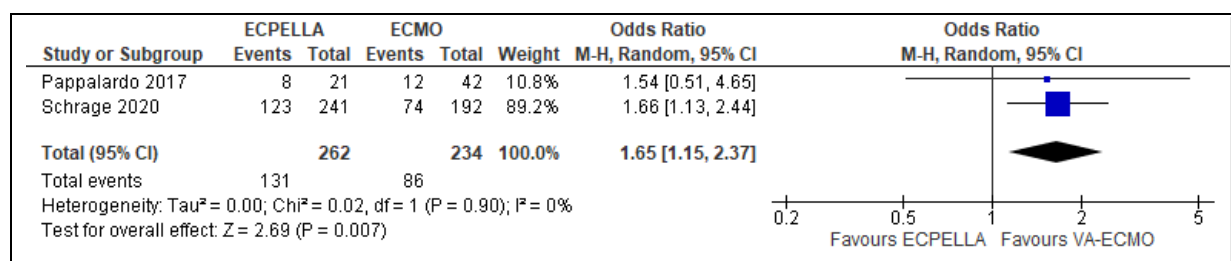 ECPELLA ECMO Odds Ratio Odds Ratio
Study or Subgroup Events Total Events Total Weight M-H, Random, 95% CI M-H, Random, 95% CI
Pappalardo 2017 8 21 12 42 10.8% 1.54 [0.51, 4.65]
Schrage 2020 123 241 74 192 89.2% 1.66 [1.13, 2.44]
Total (95% CI) 262 234 100.0% 1.65 [1.15, 2.37]
Total events 131 86
Heterogeneity: Tau² = 0.00; Chi² = 0.02, df = 1 (P = 0.90); I² = 0%
Test for overall effect: Z = 2.69 (P = 0.007)
0.2 0.5 1 2 5
Favours ECPELLA Favours VA-ECMO